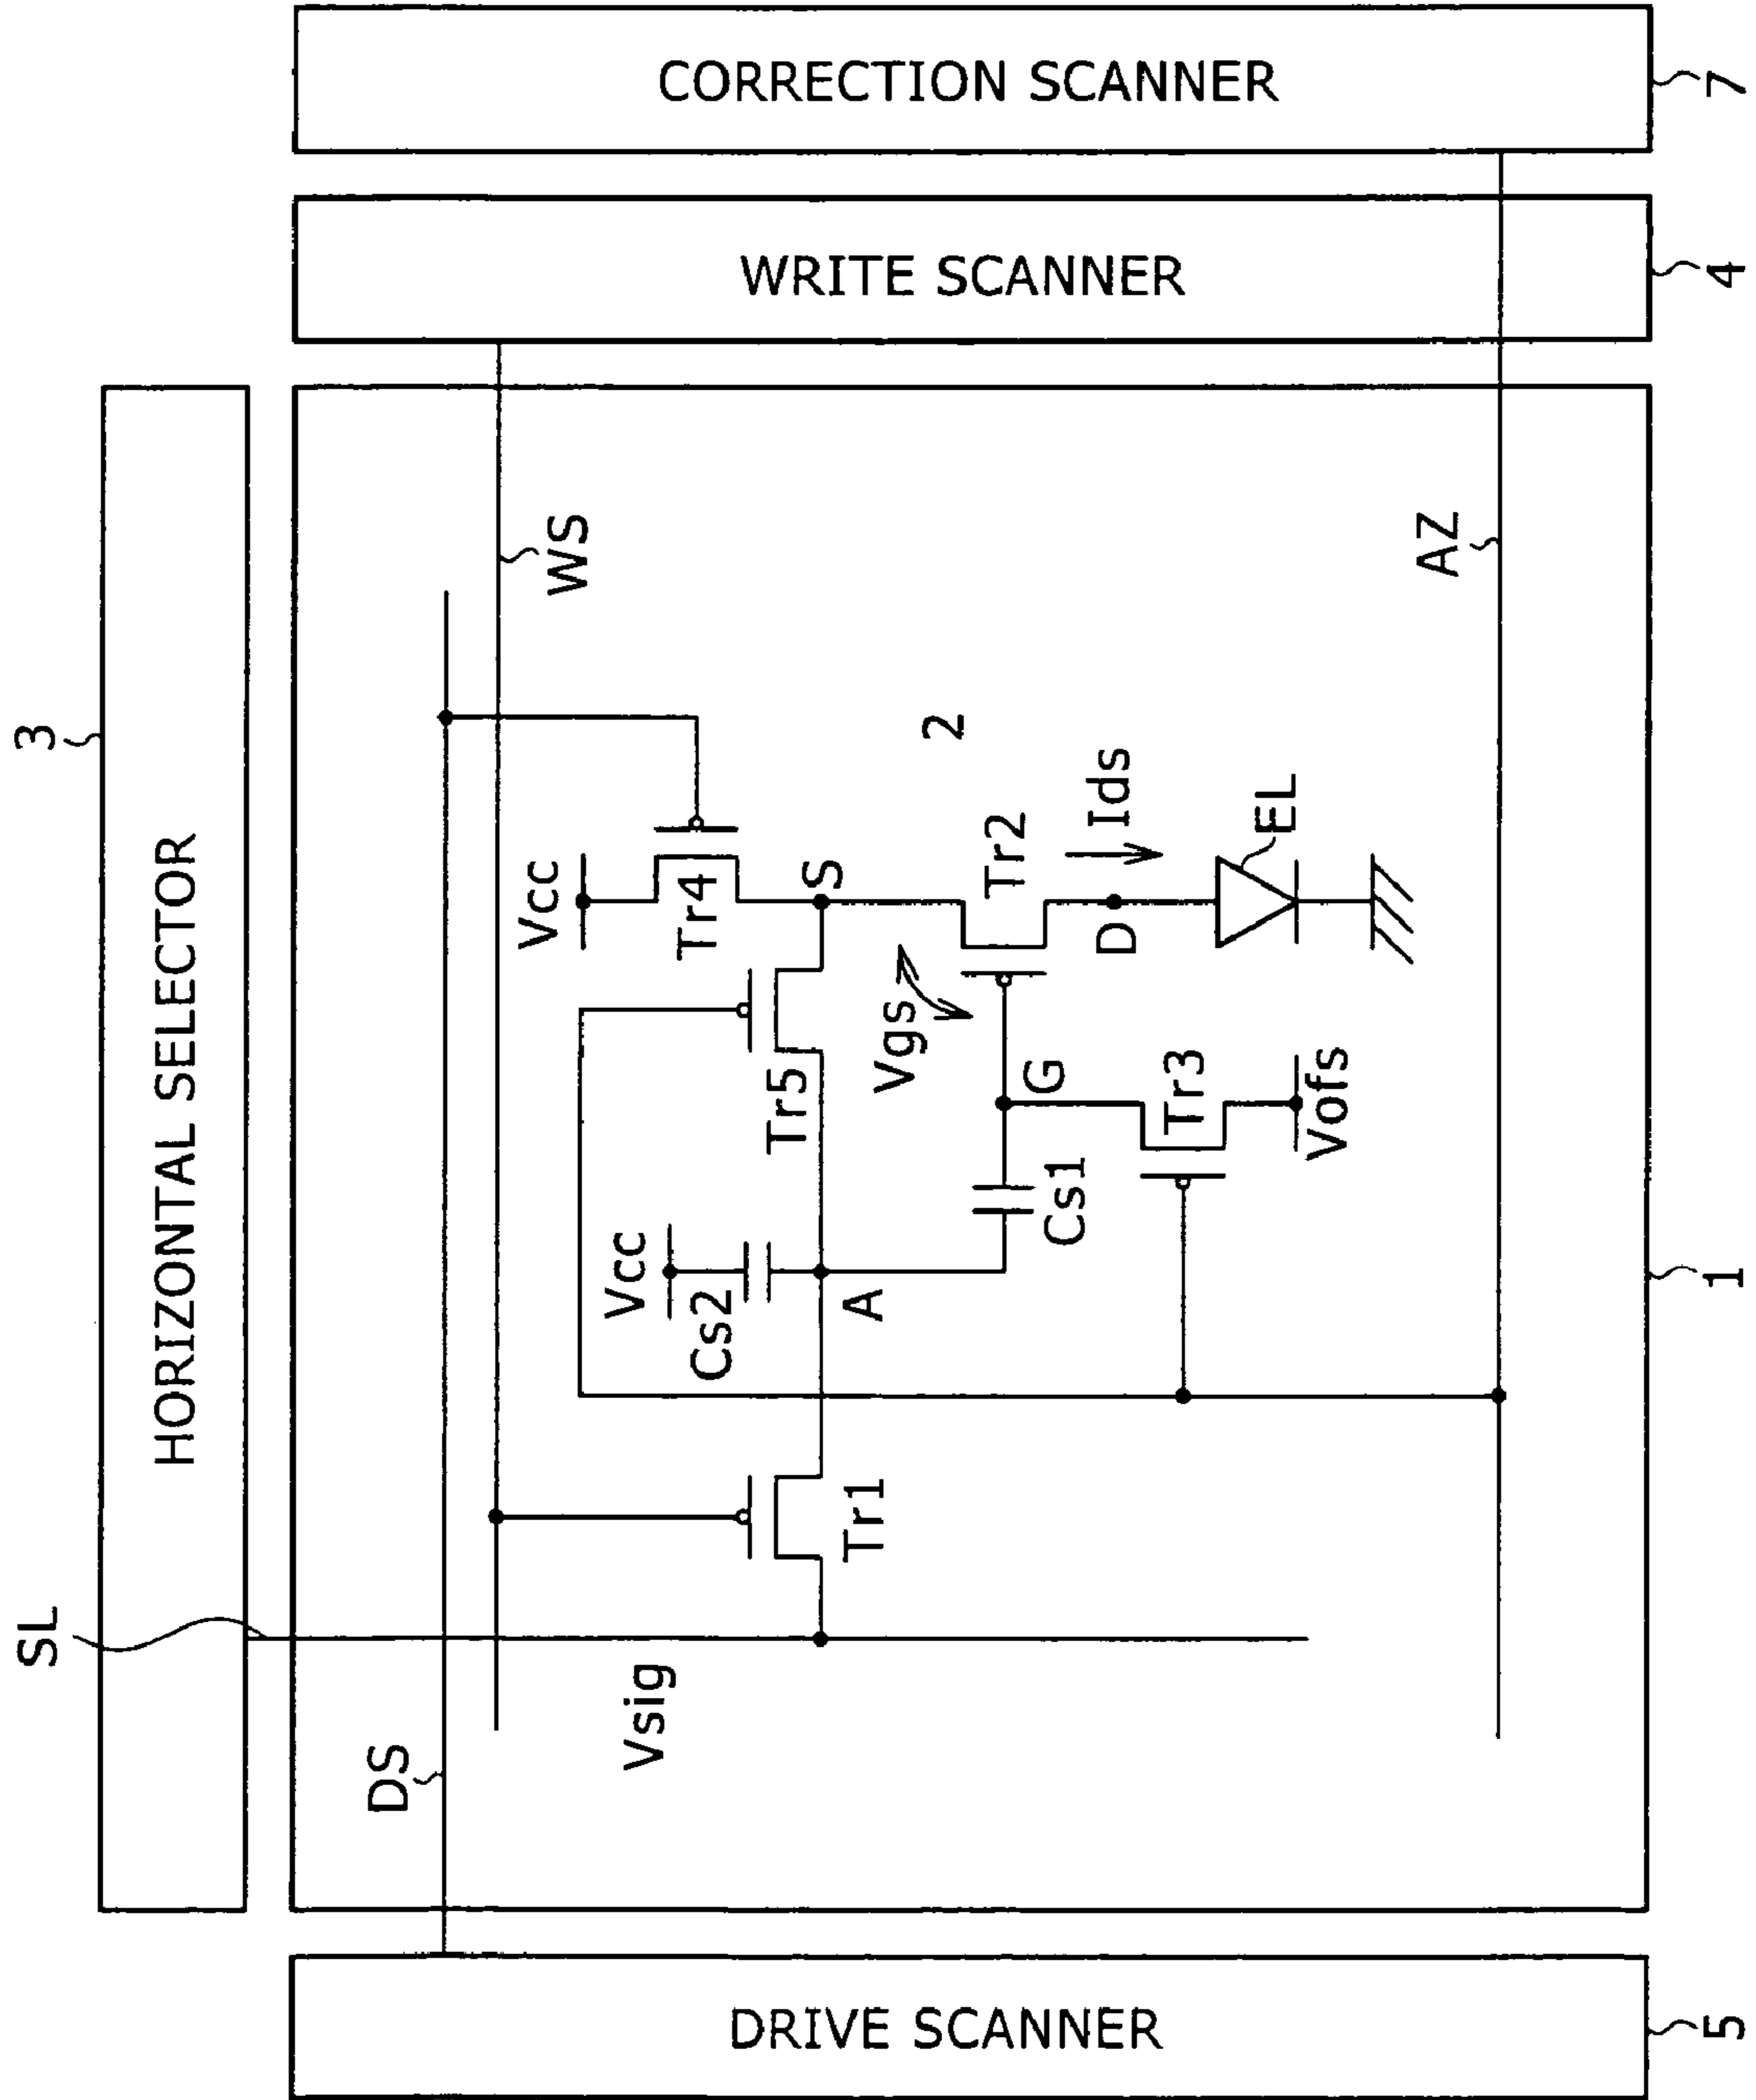 3
SL
HORIZONTAL SELECTOR
DS
WS
Vsig
Vcc
Vcc
Cs2
Tr4
Tr5
S
A
Tr1
Vgs
2
G
Tr2
Cs1
D
Ids
Tr3
EL
Vofs
AZ
DRIVE SCANNER
WRITE SCANNER
CORRECTION SCANNER
5
1
4
7